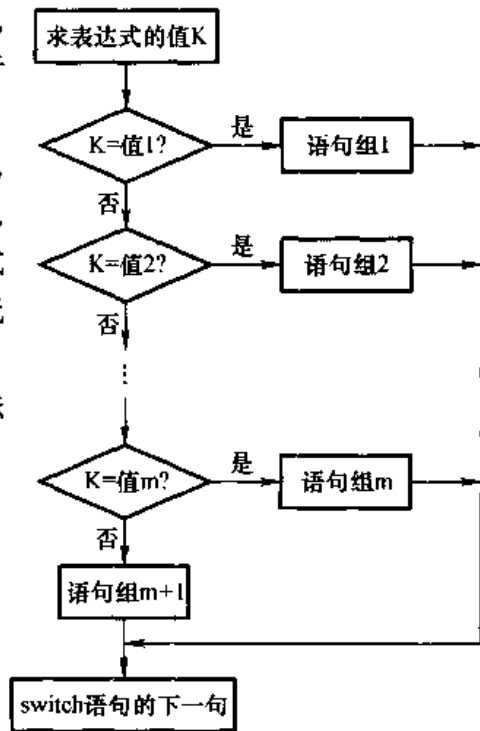 求表达式的值K
K=值1?
是
语句组1
否
K=值2?
是
语句组2
否
⋮
K=值m?
是
语句组m
否
语句组m+1
switch语句的下一句